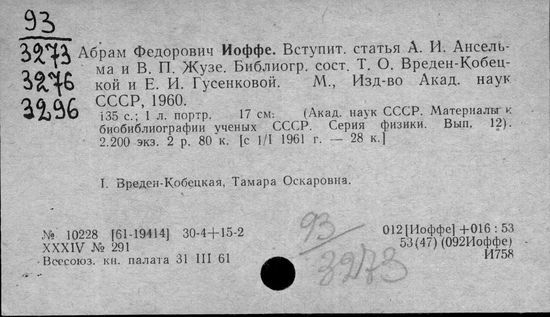 93
3273
3276
3296
Абрам Федорович Иоффе. Вступит. статья А. И. Ансель-
ма и В. П. Жузе. Библиогр. сост. Т. О. Вреден-Кобец-
кой и Е. И. Гусенковой. М., Изд-во Акад. наук
СССР, 1960.
135 с.; 1 л. портр. 17 см. (Акад. наук СССР. Материалы к
биобиблиографии ученых СССР. Серия физики. Вып. 12).
2.200 экз. 2 р. 80 к. [с 1/I 1961 г. — 28 к.]
I. Вреден-Кобецкая, Тамара Оскаровна.
№ 10228 [61-19414] 30-4+15-2
XXXIV № 291
Всесоюз. кн. палата 31 III 61
93
3273
012[Иоффе]+016:53
53(47)(092Иоффе)
И758